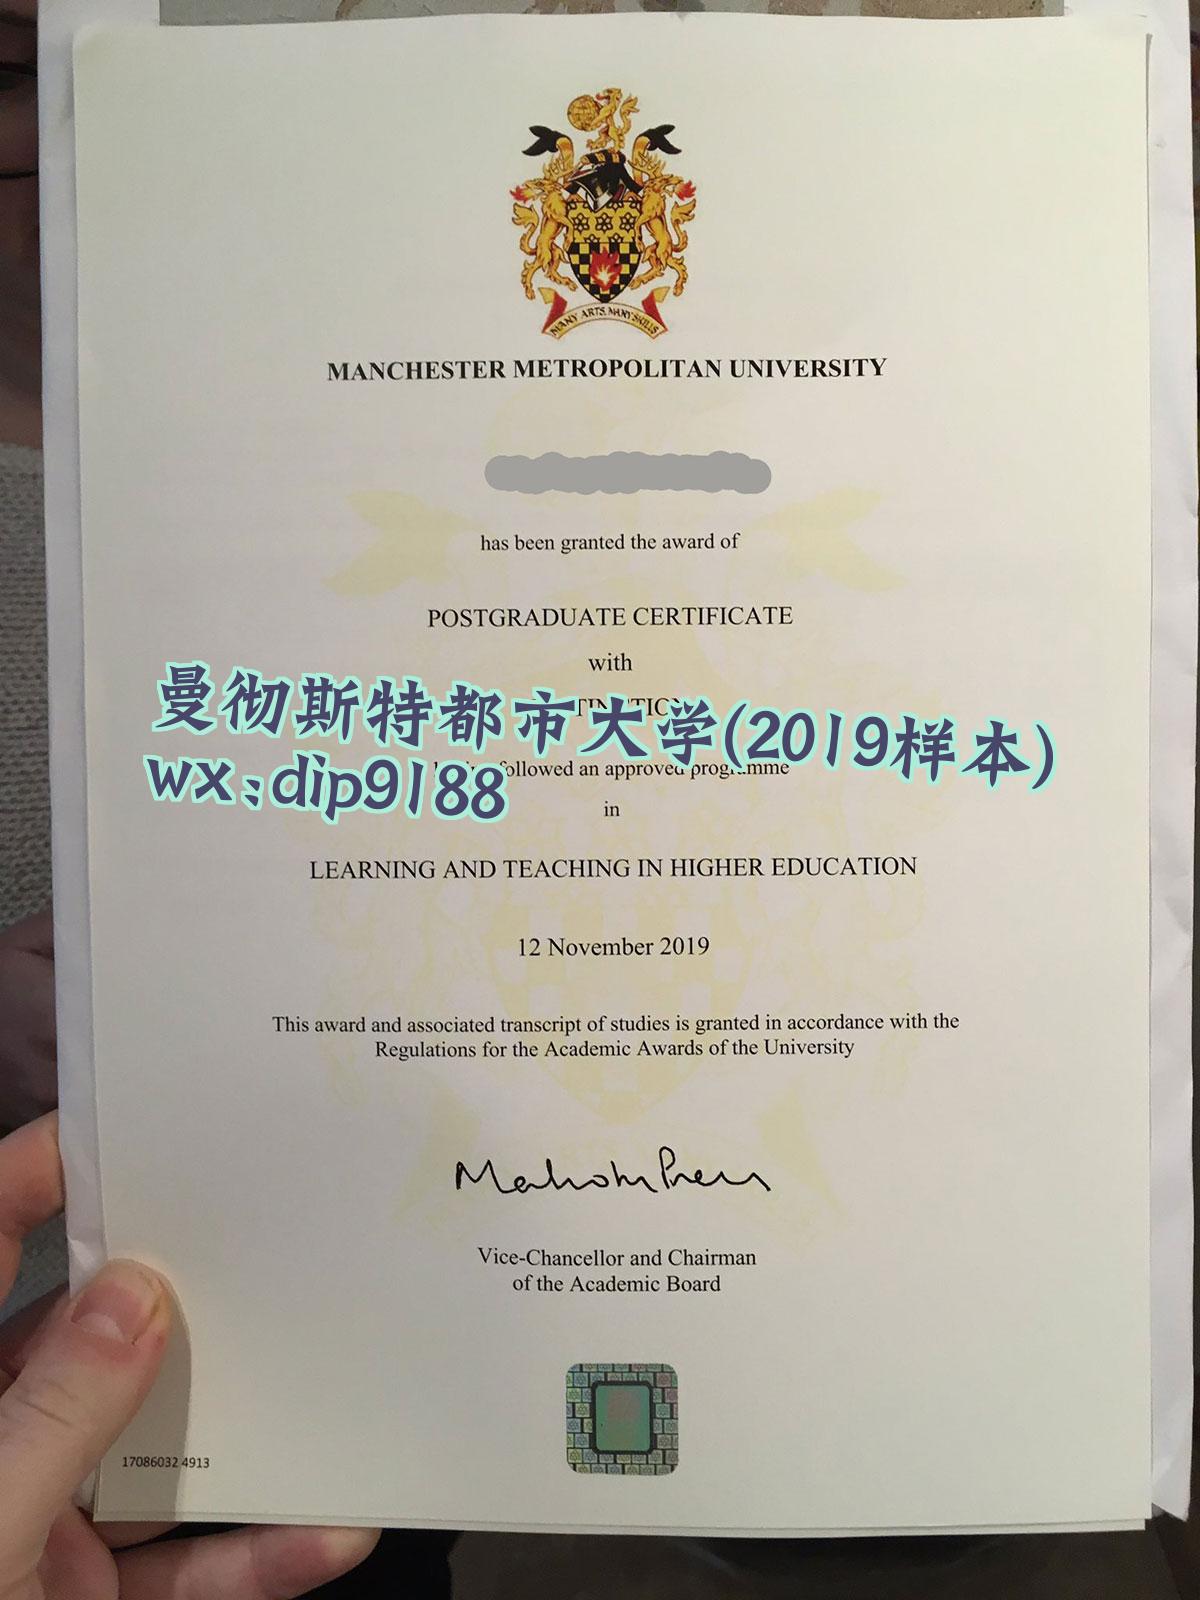 MANY ARTS, MANY SKILLS
MANCHESTER METROPOLITAN UNIVERSITY
has been granted the award of
POSTGRADUATE CERTIFICATE
with
曼彻斯特都市大学(2019样本)
wx:dip9188
followed an approved programme
in
LEARNING AND TEACHING IN HIGHER EDUCATION
12 November 2019
This award and associated transcript of studies is granted in accordance with the
Regulations for the Academic Awards of the University
Vice-Chancellor and Chairman
of the Academic Board
17086032 4913